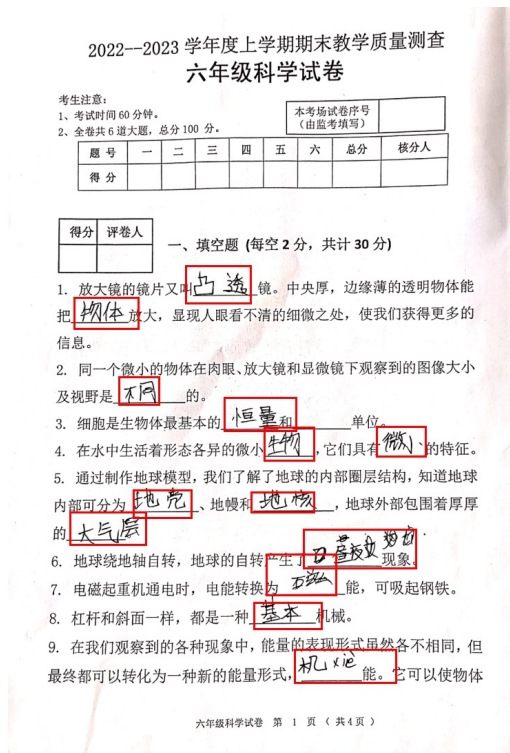 2022--2023 学年度上学期期末教学质量测查
六年级科学试卷
考生注意:
1、考试时间 60 分钟。
2、全卷共 6 道大题,总分 100 分。
本考场试卷序号
(由监考填写)
题 号 一 二 三 四 五 六 总分 核分人
得 分
得分 评卷人
一、填空题 (每空 2 分,共计 30 分)
1. 放大镜的镜片又叫凸透镜。中央厚,边缘薄的透明物体能
把物体放大,显现人眼看不清的细微之处,使我们获得更多的
信息。
2. 同一个微小的物体在肉眼、放大镜和显微镜下观察到的图像大小
及视野是不同的。
3. 细胞是生物体最基本的恒量和 单位。
4. 在水中生活着形态各异的微小生物,它们具有微小的特征。
5. 通过制作地球模型,我们了解了地球的内部圈层结构,知道地球
内部可分为地壳、地幔和地核,地球外部包围着厚厚
的大气层
6. 地球绕地轴自转,地球的自转产生了昼夜 现象。
7. 电磁起重机通电时,电能转换为 能,可吸起钢铁。
8. 杠杆和斜面一样,都是一种基本机械。
9. 在我们观察到的各种现象中,能量的表现形式虽然各不相同,但
最终都可以转化为一种新的能量形式,机 能。它可以使物体
六年级科学试卷 第 1 页 (共 4 页)